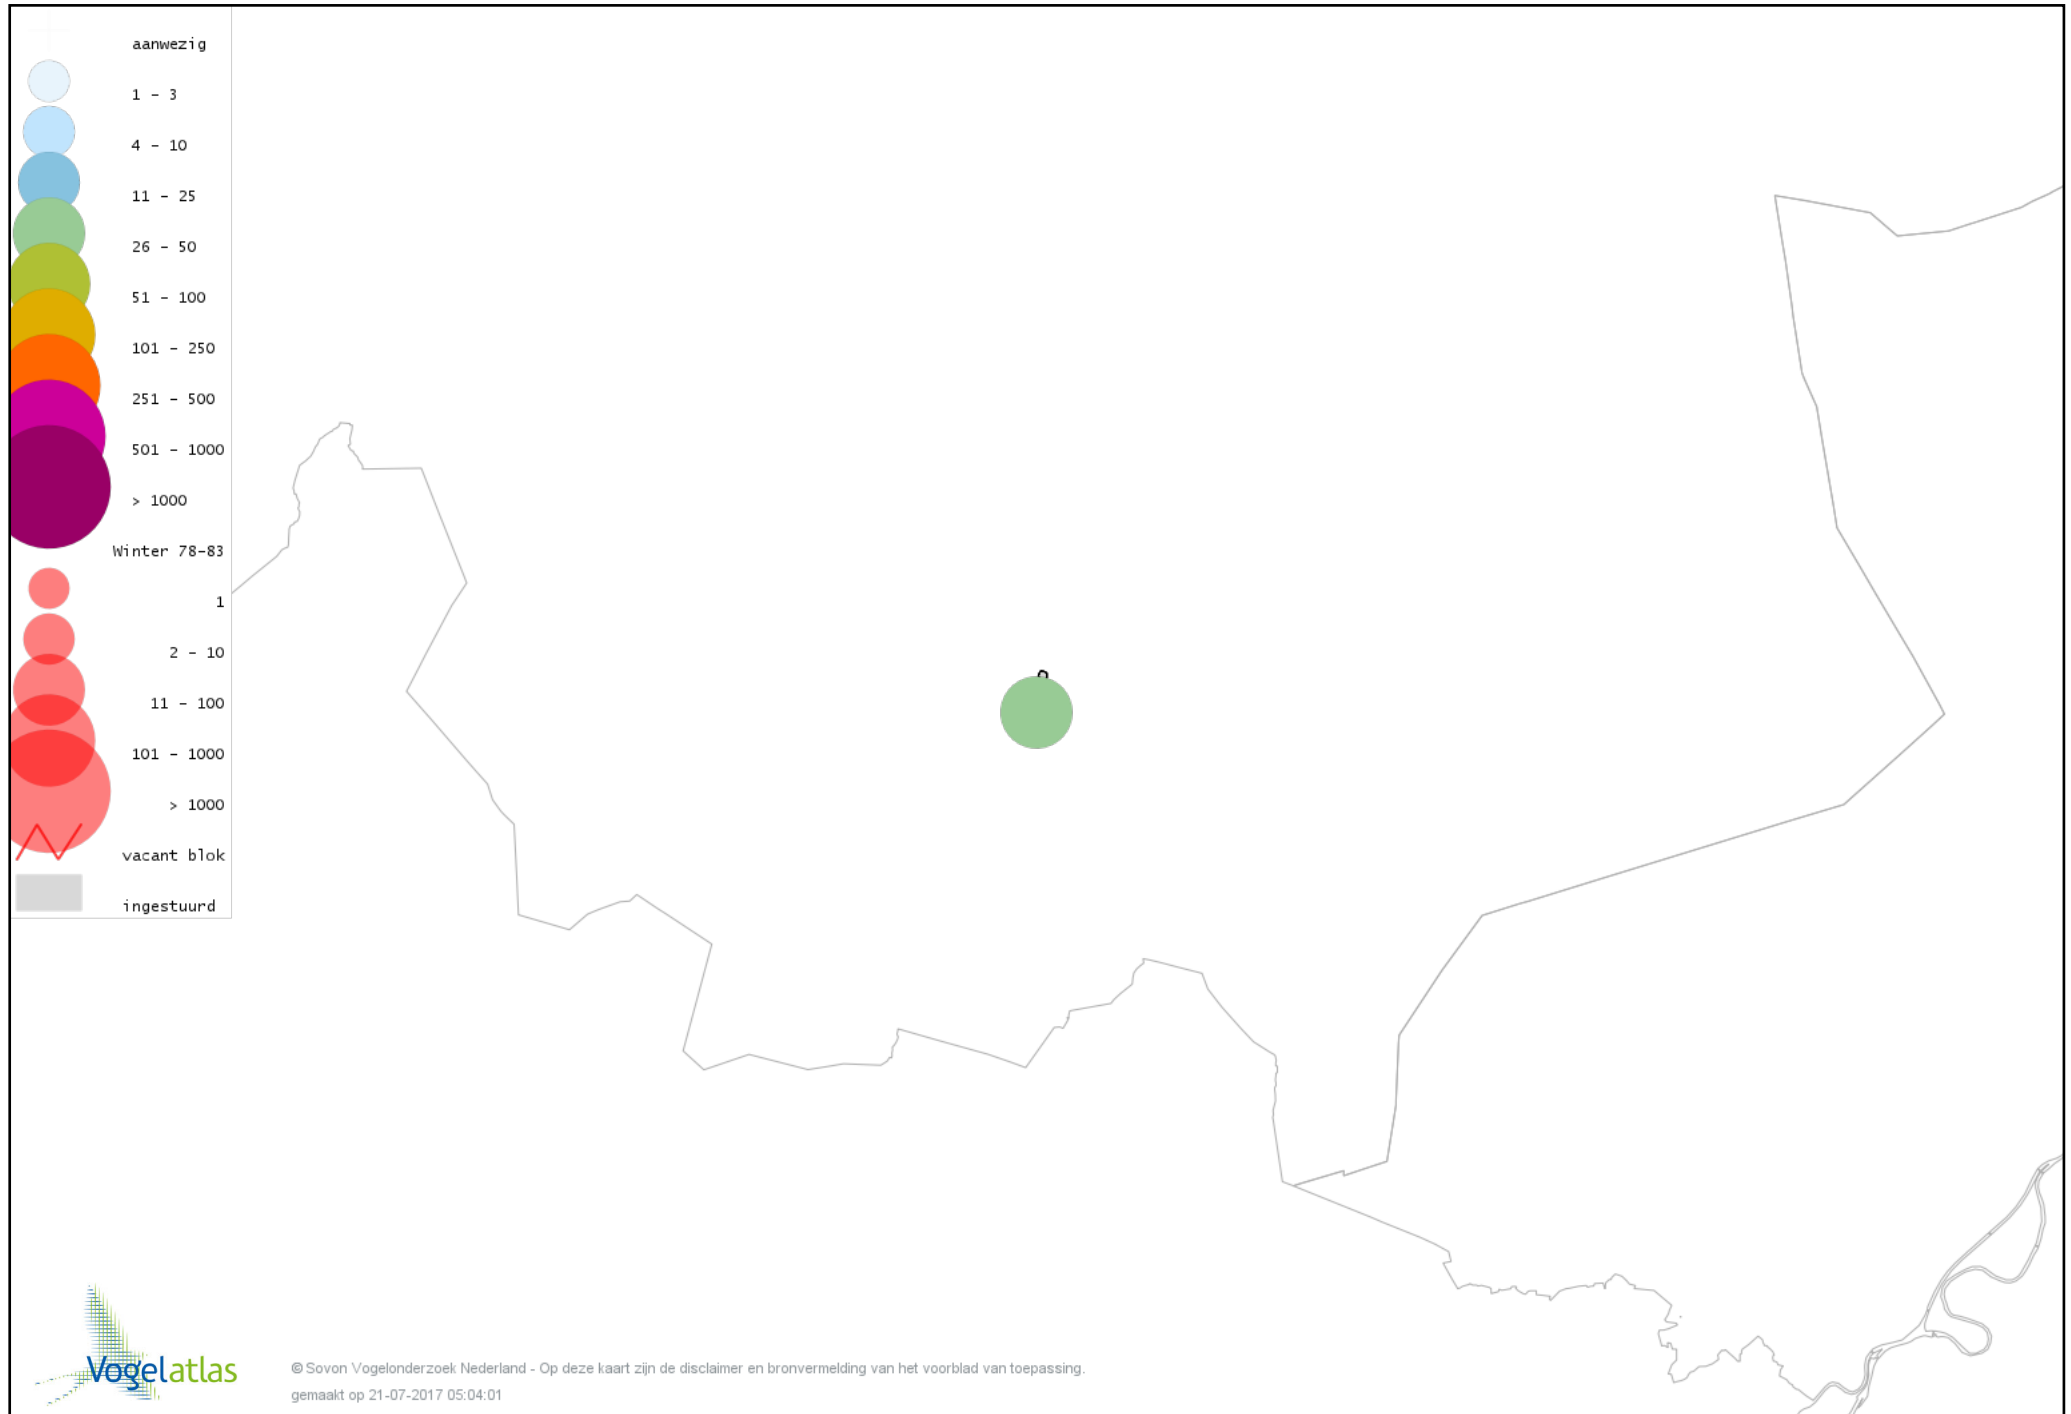 aanwezig
1 - 3
4 - 10
11 - 25
26 - 50
51 - 100
101 - 250
251 - 500
501 - 1000
> 1000
Winter 78-83
1
2 - 10
11 - 100
101 - 1000
> 1000
vacant blok
ingestuurd
Vogelatlas
© Sovon Vogelonderzoek Nederland - Op deze kaart zijn de disclaimer en bronvermelding van het voorblad van toepassing.
gemaakt op 21-07-2017 05:04:01